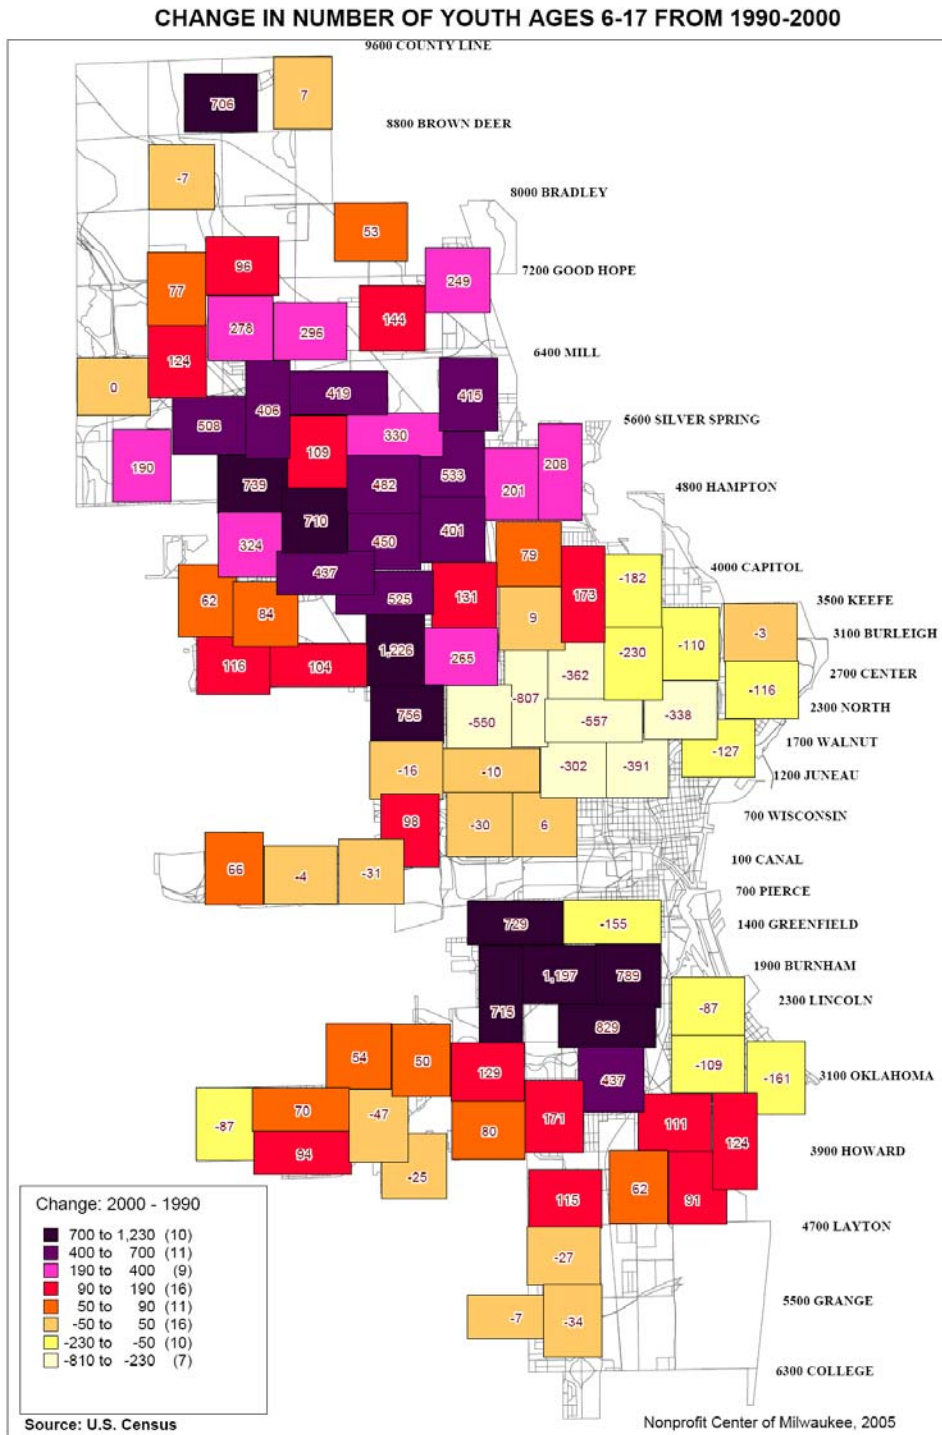 CHANGE IN NUMBER OF YOUTH AGES 6-17 FROM 1990-2000
9600 COUNTY LINE
7
706
8800 BROWN DEER
-7
8000 BRADLEY
53
96
7200 GOOD HOPE
249
77
278
296
144
124
6400 MILL
0
406
419
415
508
5600 SILVER SPRING
330
109
190
739
482
533
201
208
4800 HAMPTON
710
401
324
450
79
437
4000 CAPITOL
-182
62
525
131
173
3500 KEEFE
84
9
3100 BURLEIGH
-3
1,226
265
-230
-110
116
104
-362
2700 CENTER
-116
-807
2300 NORTH
756
-550
-557
-338
1700 WALNUT
-127
-16
-10
-302
-391
1200 JUNEAU
98
-30
6
700 WISCONSIN
100 CANAL
66
-4
-31
700 PIERCE
729
-155
1400 GREENFIELD
1900 BURNHAM
1,197
789
2300 LINCOLN
715
-87
829
54
50
129
437
-109
-161
3100 OKLAHOMA
-87
70
-47
80
171
111
124
94
3900 HOWARD
-25
115
62
91
4700 LAYTON
-27
5500 GRANGE
-7
-34
6300 COLLEGE
Change: 2000 - 1990
700 to 1,230 (10)
400 to 700 (11)
190 to 400 (9)
90 to 190 (16)
50 to 90 (11)
-50 to 50 (16)
-230 to -50 (10)
-810 to -230 (7)
Source: U.S. Census
Nonprofit Center of Milwaukee, 2005